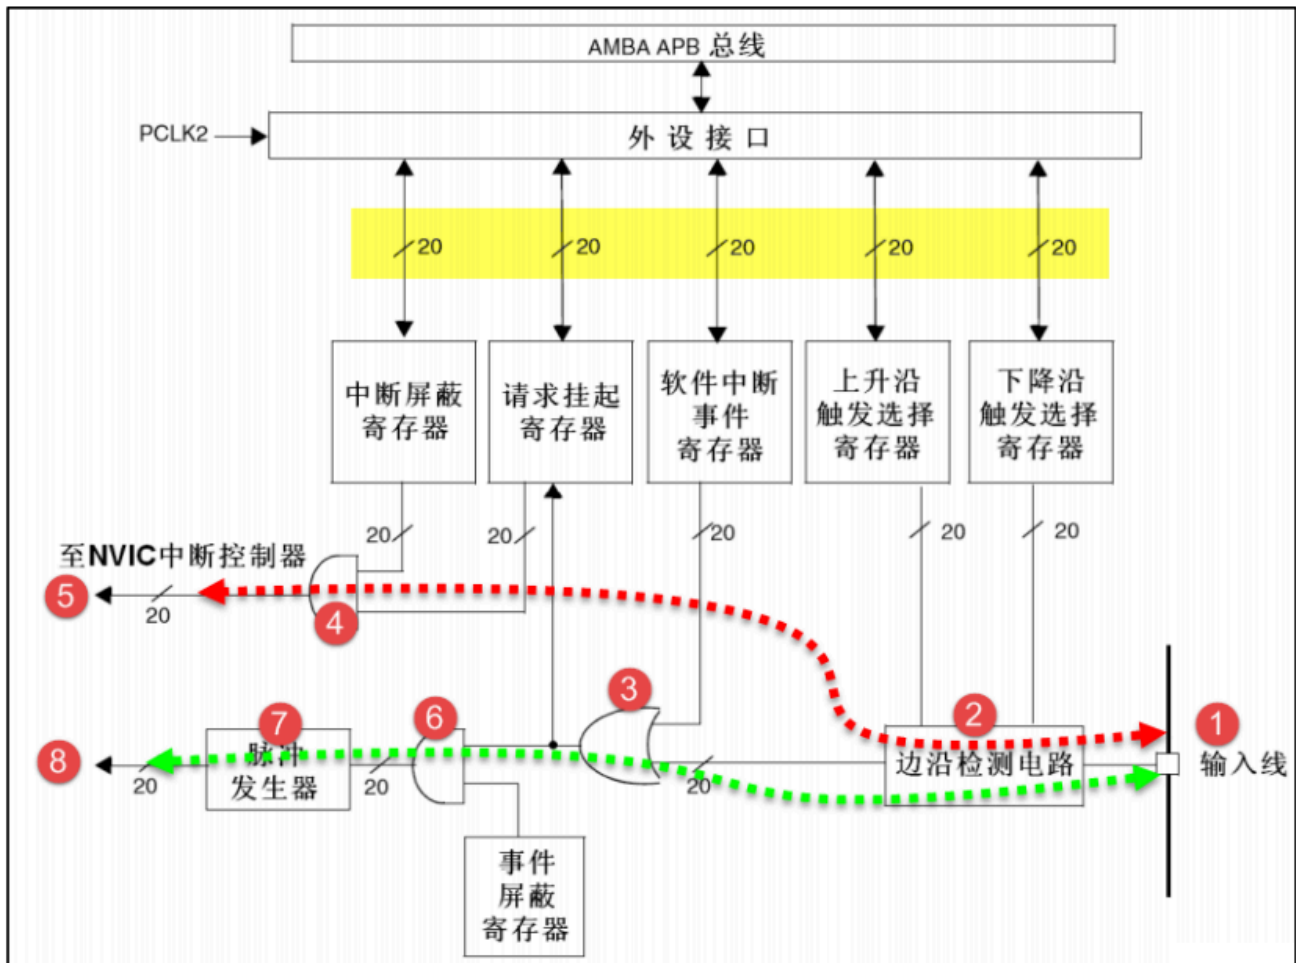 AMBA APB 总线
PCLK2
外设接口
20
20
20
20
20
中断屏蔽
寄存器
请求挂起
寄存器
软件中断
事件
寄存器
上升沿
触发选择
寄存器
下降沿
触发选择
寄存器
20
20
20
20
20
至NVIC中断控制器
5
20
4
3
2
1
输入线
边沿检测电路
20
6
7
脉冲
发生器
20
8
20
事件
屏蔽
寄存器